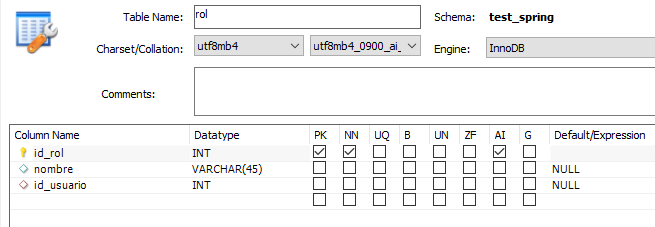 Table Name: rol Schema: test_spring
Charset/Collation: utf8mb4 utf8mb4_0900_ai_ Engine: InnoDB
Comments:
Column Name Datatype PK NN UQ B UN ZF AI G Default/Expression
id_rol INT
nombre VARCHAR(45) NULL
id_usuario INT NULL